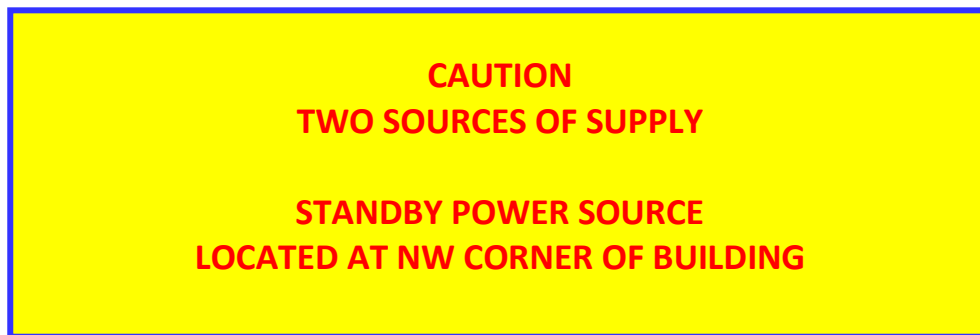 CAUTION
TWO SOURCES OF SUPPLY
STANDBY POWER SOURCE
LOCATED AT NW CORNER OF BUILDING